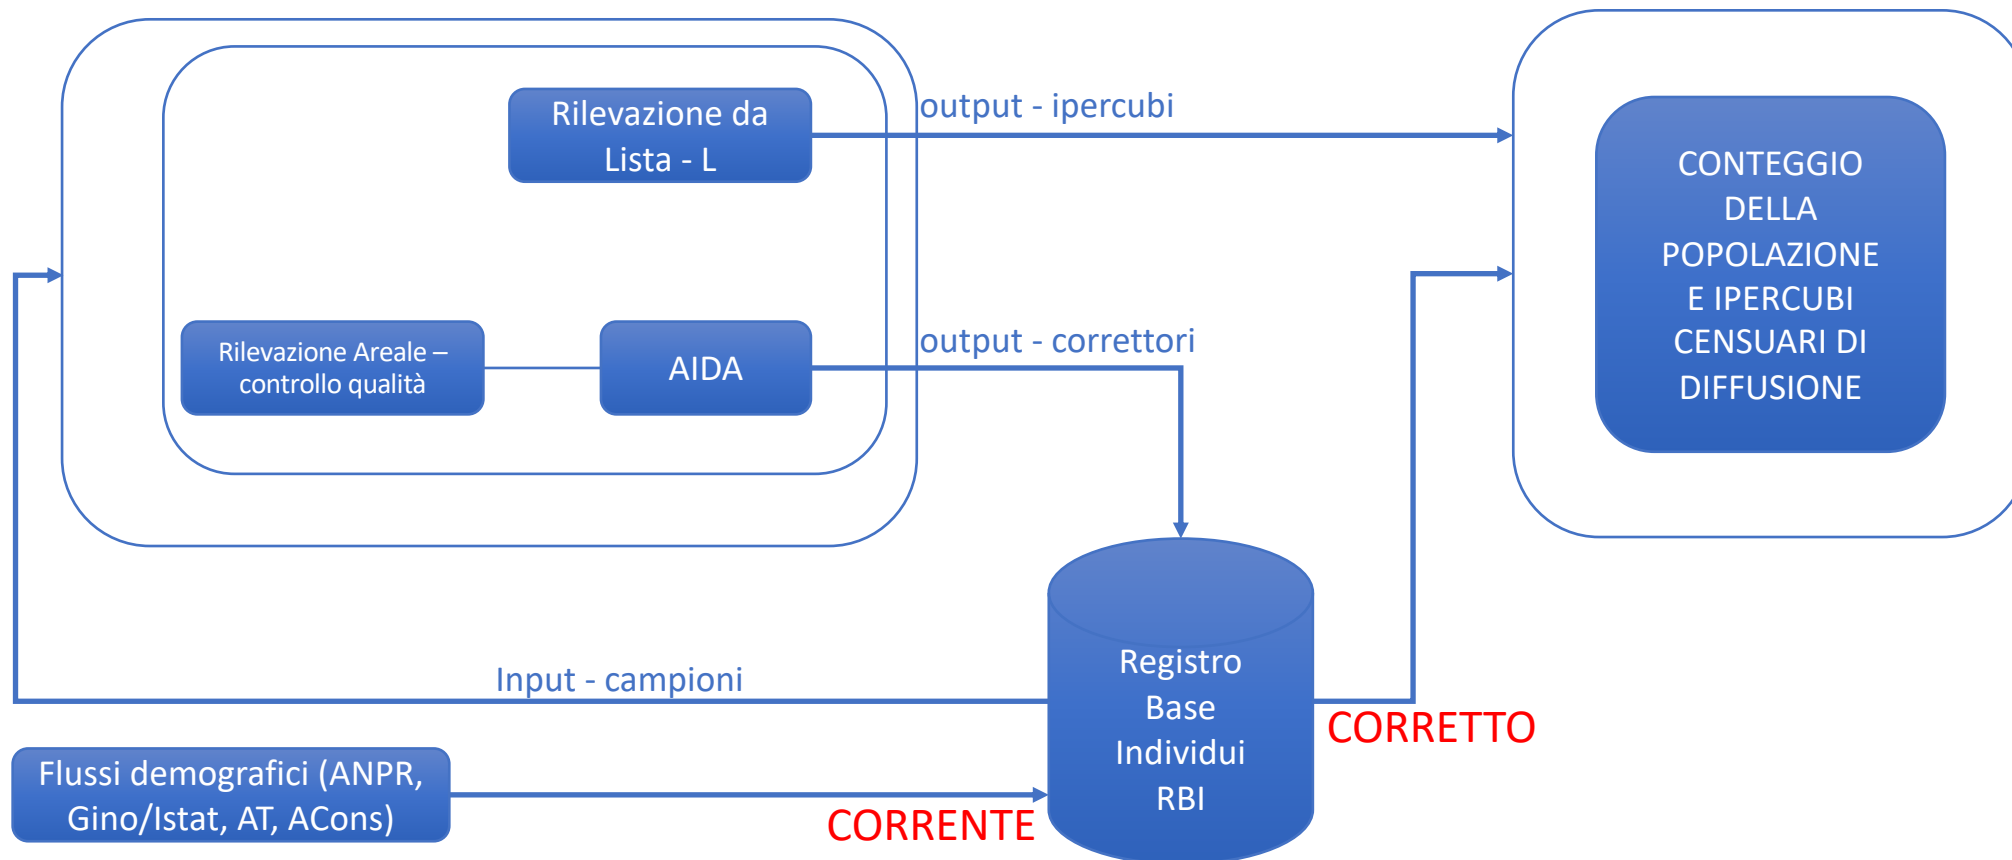 Rilevazione da
Lista - L
output - ipercubi
CONTEGGIO
DELLA
POPOLAZIONE
E IPERCUBI
CENSUARI DI
DIFFUSIONE
Rilevazione Areale –
controllo qualità
AIDA
output - correttori
Input - campioni
Registro
Base
Individui
RBI
CORRETTO
Flussi demografici (ANPR,
Gino/Istat, AT, ACons)
CORRENTE